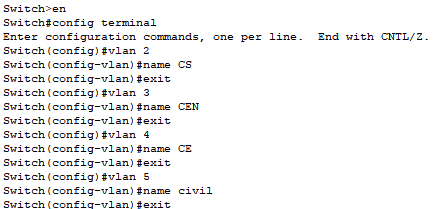 Switch>en
Switch#config terminal
Enter configuration commands, one per line.  End with CNTL/Z.
Switch(config)#vlan 2
Switch(config-vlan)#name CS
Switch(config-vlan)#exit
Switch(config)#vlan 3
Switch(config-vlan)#name CEN
Switch(config-vlan)#exit
Switch(config)#vlan 4
Switch(config-vlan)#name CE
Switch(config-vlan)#exit
Switch(config)#vlan 5
Switch(config-vlan)#name civil
Switch(config-vlan)#exit